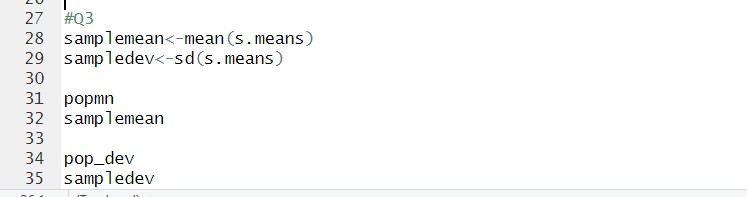 27 #Q3
28 samplemean<-mean(s.means)
29 sampledev<-sd(s.means)
30
31 popmn
32 samplemean
33
34 pop_dev
35 sampledev